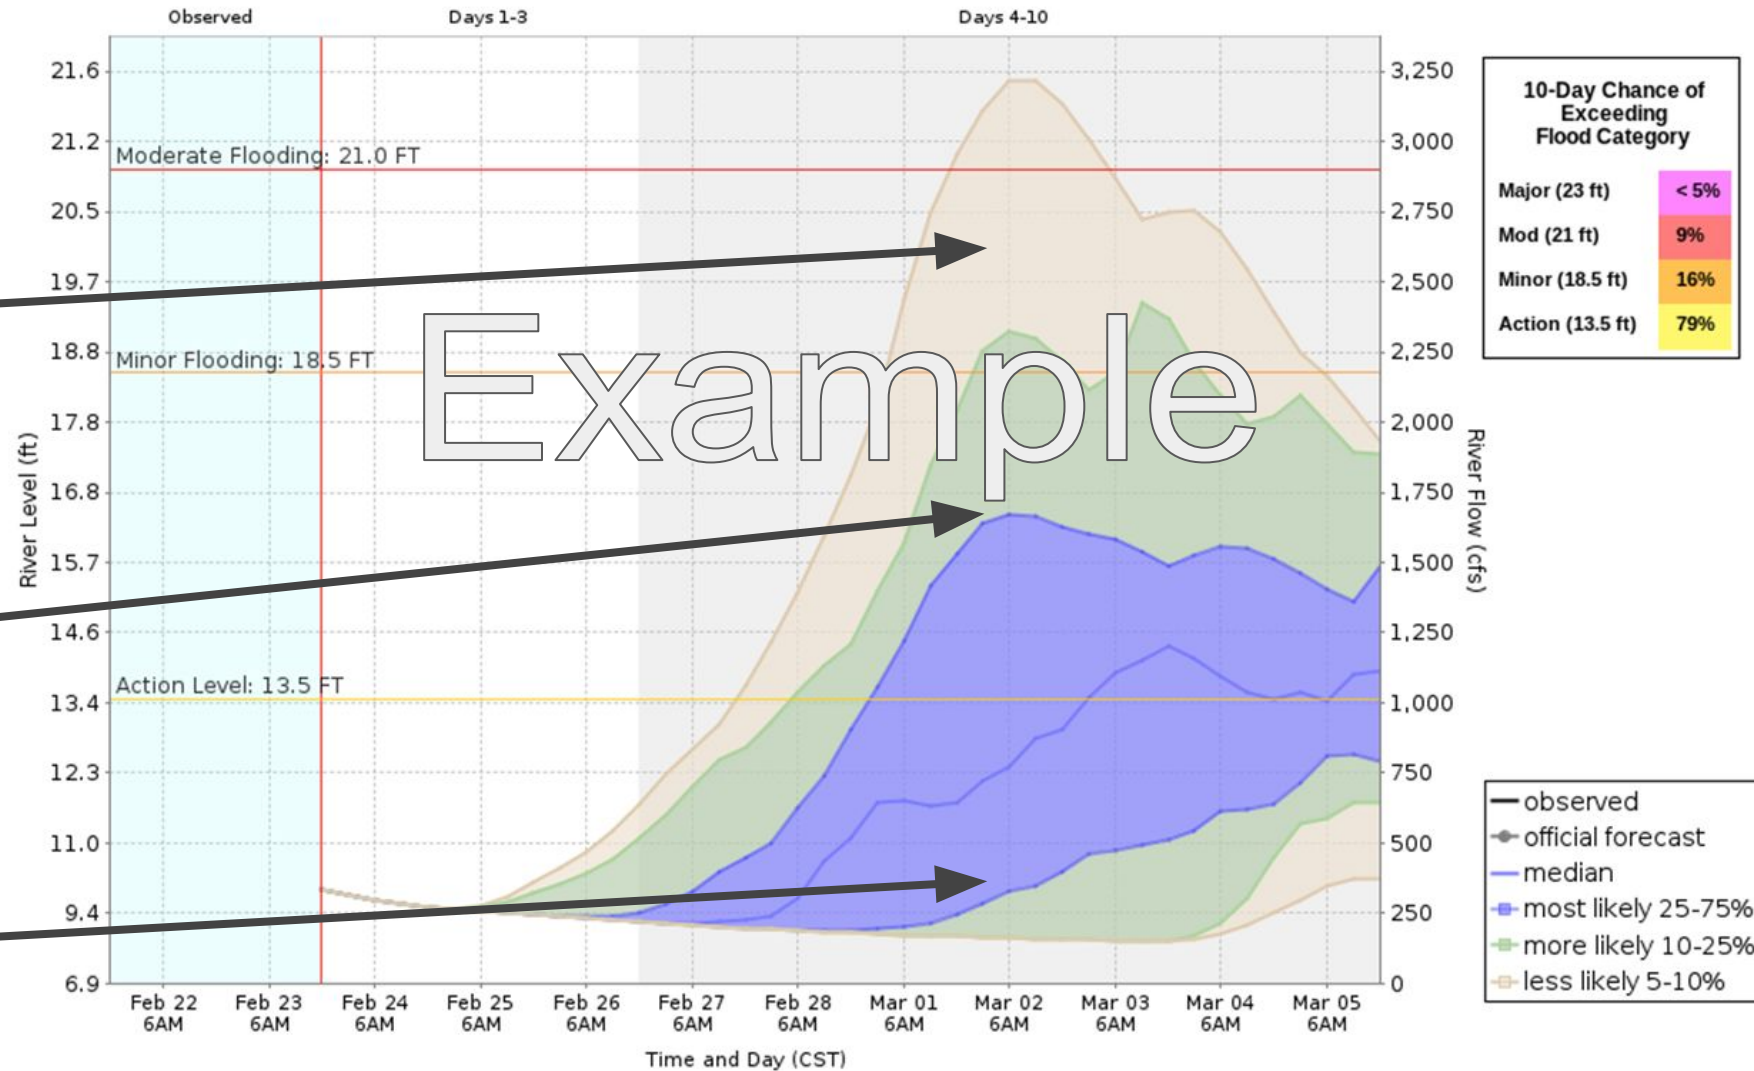 Observed Days 1-3 Days 4-10
21.6
21.2
20.5
19.7
18.8
17.8
16.8
15.7
14.6
13.4
12.3
11.0
9.4
6.9
River Level (ft)
Moderate Flooding: 21.0 FT
Minor Flooding: 18.5 FT
Action Level: 13.5 FT
Example
3,250
3,000
2,750
2,500
2,250
2,000
1,750
1,500
1,250
1,000
750
500
250
0
River Flow (cfs)
Feb 22 Feb 23 Feb 24 Feb 25 Feb 26 Feb 27 Feb 28 Mar 01 Mar 02 Mar 03 Mar 04 Mar 05
6AM 6AM 6AM 6AM 6AM 6AM 6AM 6AM 6AM 6AM 6AM 6AM
Time and Day (CST)
10-Day Chance of
Exceeding
Flood Category
Major (23 ft) < 5%
Mod (21 ft) 9%
Minor (18.5 ft) 16%
Action (13.5 ft) 79%
observed
official forecast
median
most likely 25-75%
more likely 10-25%
less likely 5-10%